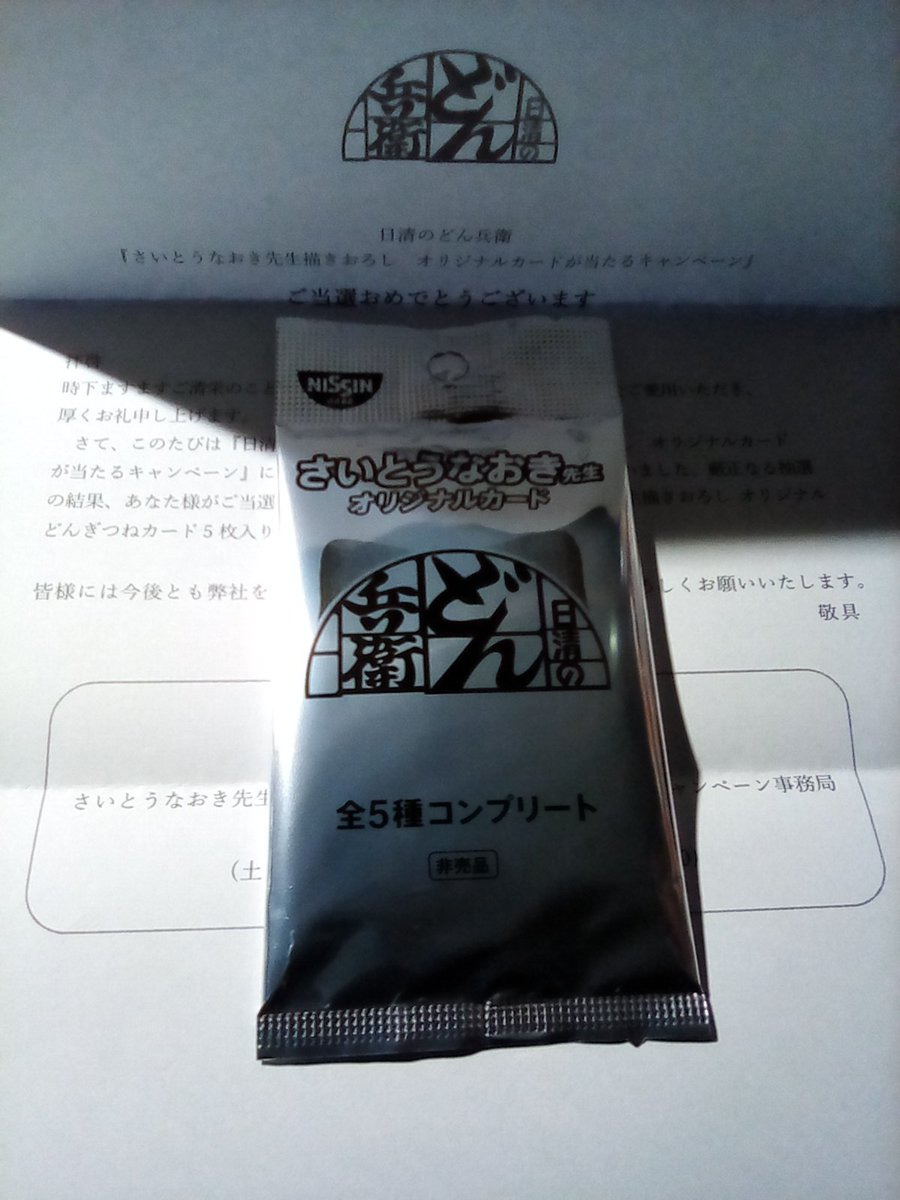 日清の
どん
兵衛
日清のどん兵衛
『さいとうなおき先生描きおろし　オリジナルカードが当たるキャンペーン』
ご当選おめでとうございます
拝啓
時下ますますご清栄のこと
ご愛用いただき、
厚くお礼申し上げます。
さて、このたびは『日清
オリジナルカード
が当たるキャンペーン』に
いました、厳正なる抽選
の結果、あなた様がご当選
描きおろし オリジナル
どんぎつねカード５枚入り
皆様には今後とも弊社を
しくお願いいたします。
敬具
さいとうなおき先生
キャンペーン事務局
(土
NISSIN
さいとうなおき先生
オリジナルカード
日清の
どん
兵衛
全5種コンプリート
非売品